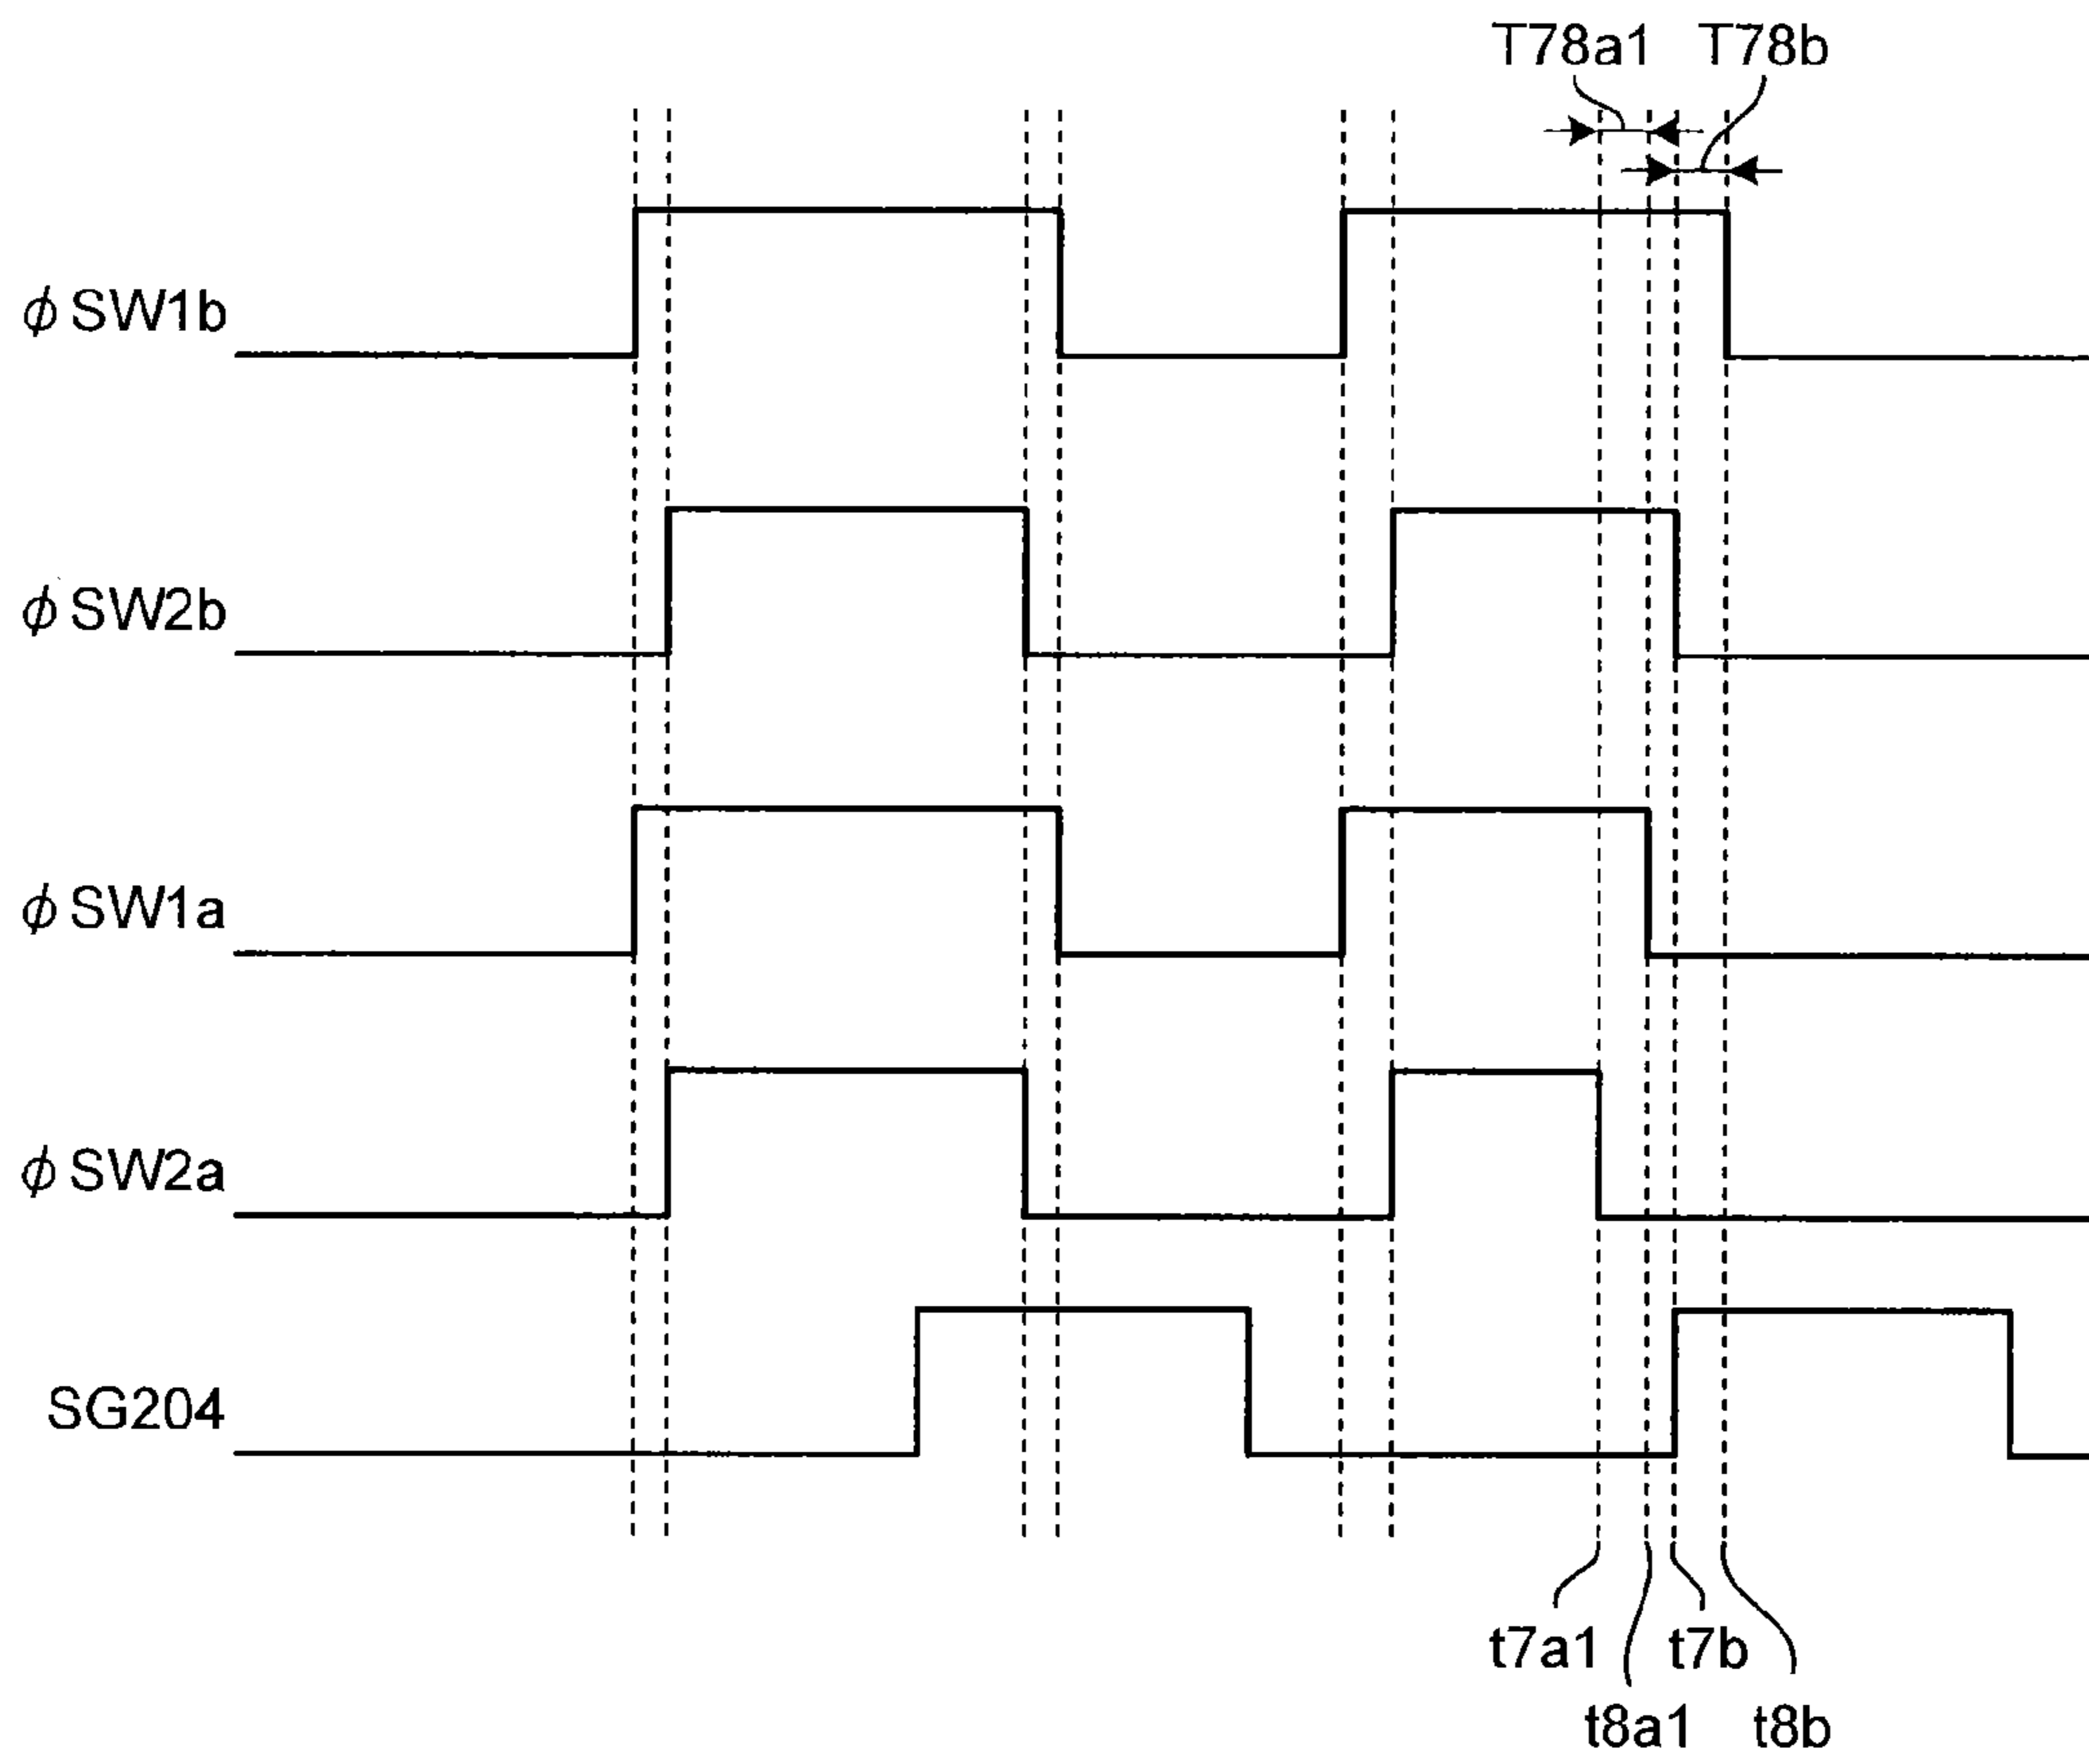 T78a1 T78b
ϕSW1b
ϕSW2b
ϕSW1a
ϕSW2a
SG204
t7a1 t7b
t8a1 t8b